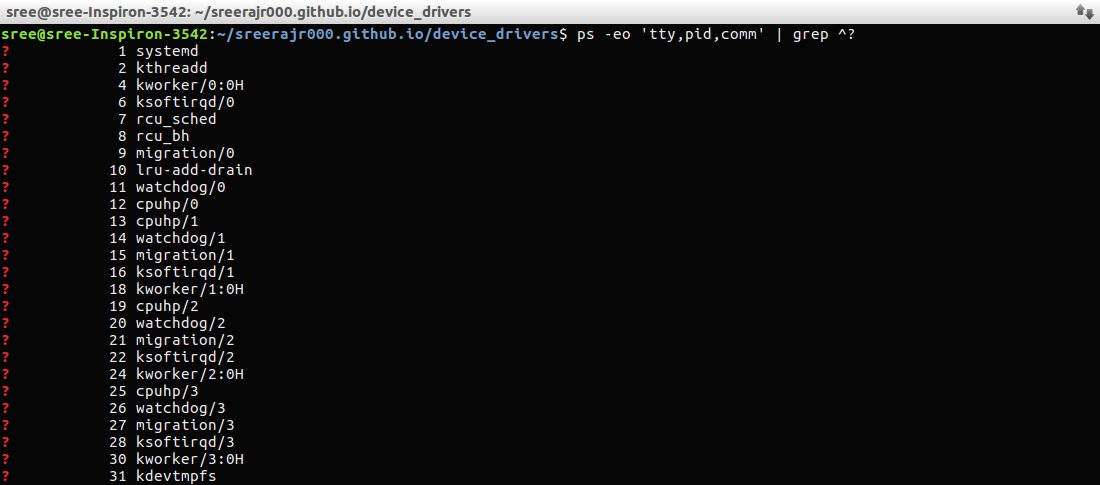 sree@sree-Inspiron-3542: ~/sreerajr000.github.io/device_drivers
sree@sree-Inspiron-3542:~/sreerajr000.github.io/device_drivers$ ps -eo 'tty,pid,comm' | grep ^?
? 1 systemd
? 2 kthreadd
? 4 kworker/0:0H
? 6 ksoftirqd/0
? 7 rcu_sched
? 8 rcu_bh
? 9 migration/0
? 10 lru-add-drain
? 11 watchdog/0
? 12 cpuhp/0
? 13 cpuhp/1
? 14 watchdog/1
? 15 migration/1
? 16 ksoftirqd/1
? 18 kworker/1:0H
? 19 cpuhp/2
? 20 watchdog/2
? 21 migration/2
? 22 ksoftirqd/2
? 24 kworker/2:0H
? 25 cpuhp/3
? 26 watchdog/3
? 27 migration/3
? 28 ksoftirqd/3
? 30 kworker/3:0H
? 31 kdevtmpfs